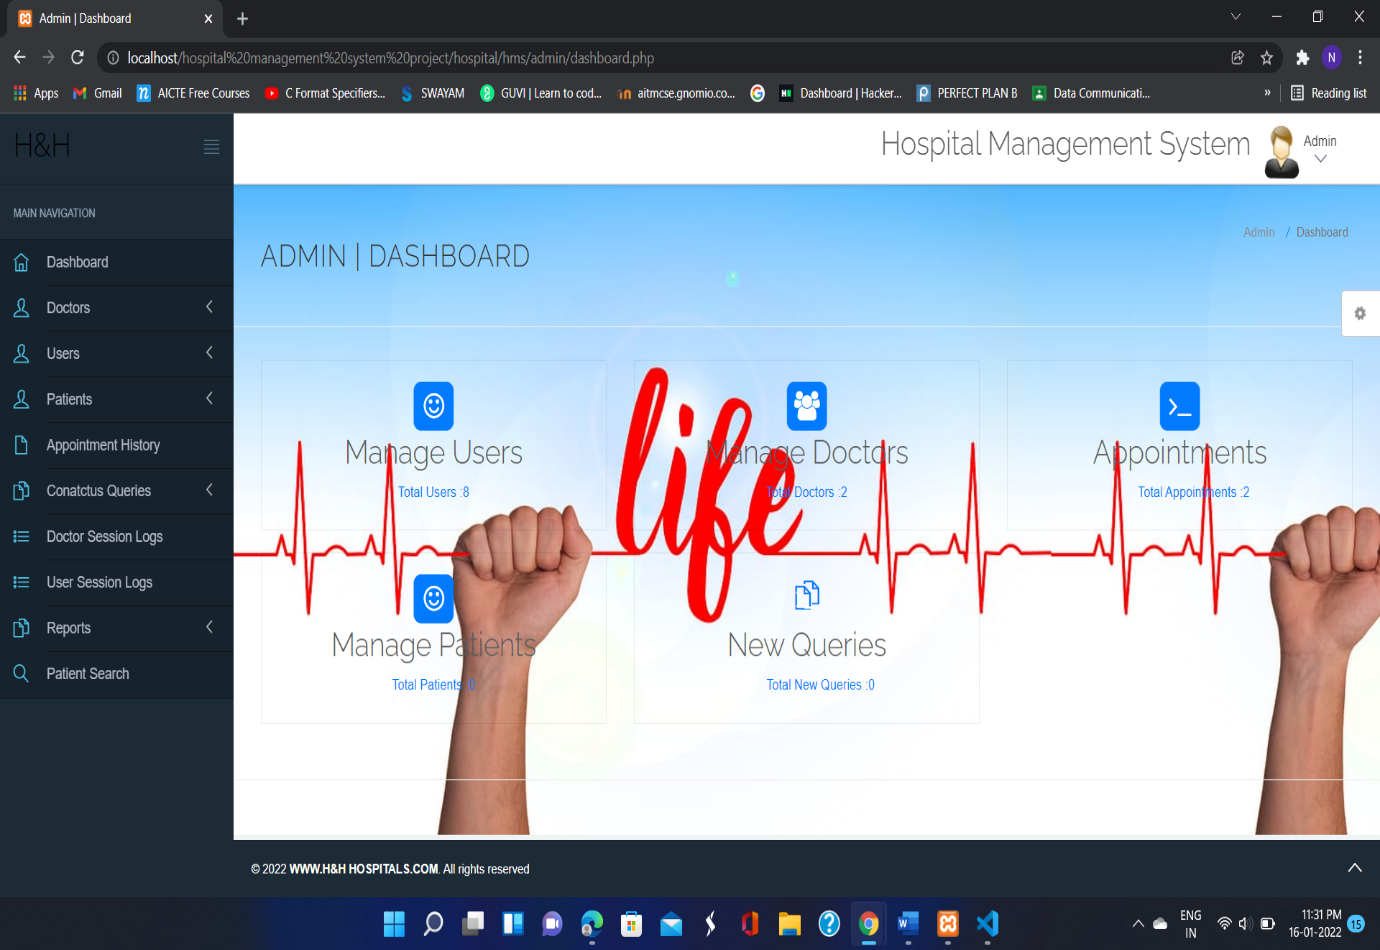 Admin | Dashboard
localhost/hospital%20management%20system%20project/hospital/hms/admin/dashboard.php
N
Apps Gmail AICTE Free Courses C Format Specifiers... SWAYAM GUVI | Learn to cod... aitmcse.gnomio.co... Dashboard | Hacker... PERFECT PLAN B Data Communicati... » Reading list
H&H
Hospital Management System
Admin
MAIN NAVIGATION
Dashboard
Doctors
Users
Patients
Appointment History
Conatctus Queries
Doctor Session Logs
User Session Logs
Reports
Patient Search
ADMIN | DASHBOARD
Admin / Dashboard
life
Manage Users
Total Users :8
Manage Doctors
Total Doctors :2
Appointments
Total Appointments :2
Manage Patients
Total Patients :0
New Queries
Total New Queries :0
© 2022 WWW.H&H HOSPITALS.COM. All rights reserved
ENG
IN
11:31 PM
16-01-2022
15